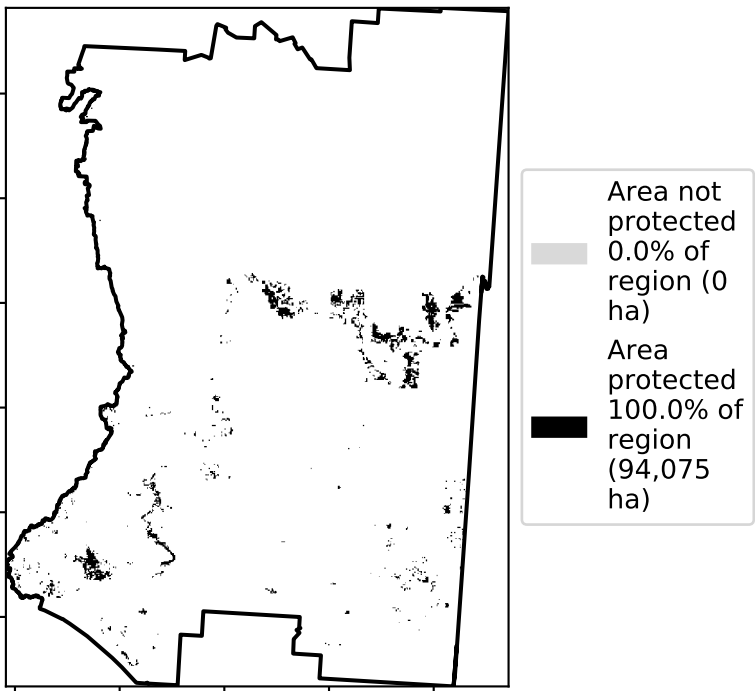 Area not
protected
0.0% of
region (0
ha)
Area
protected
100.0% of
region
(94,075
ha)